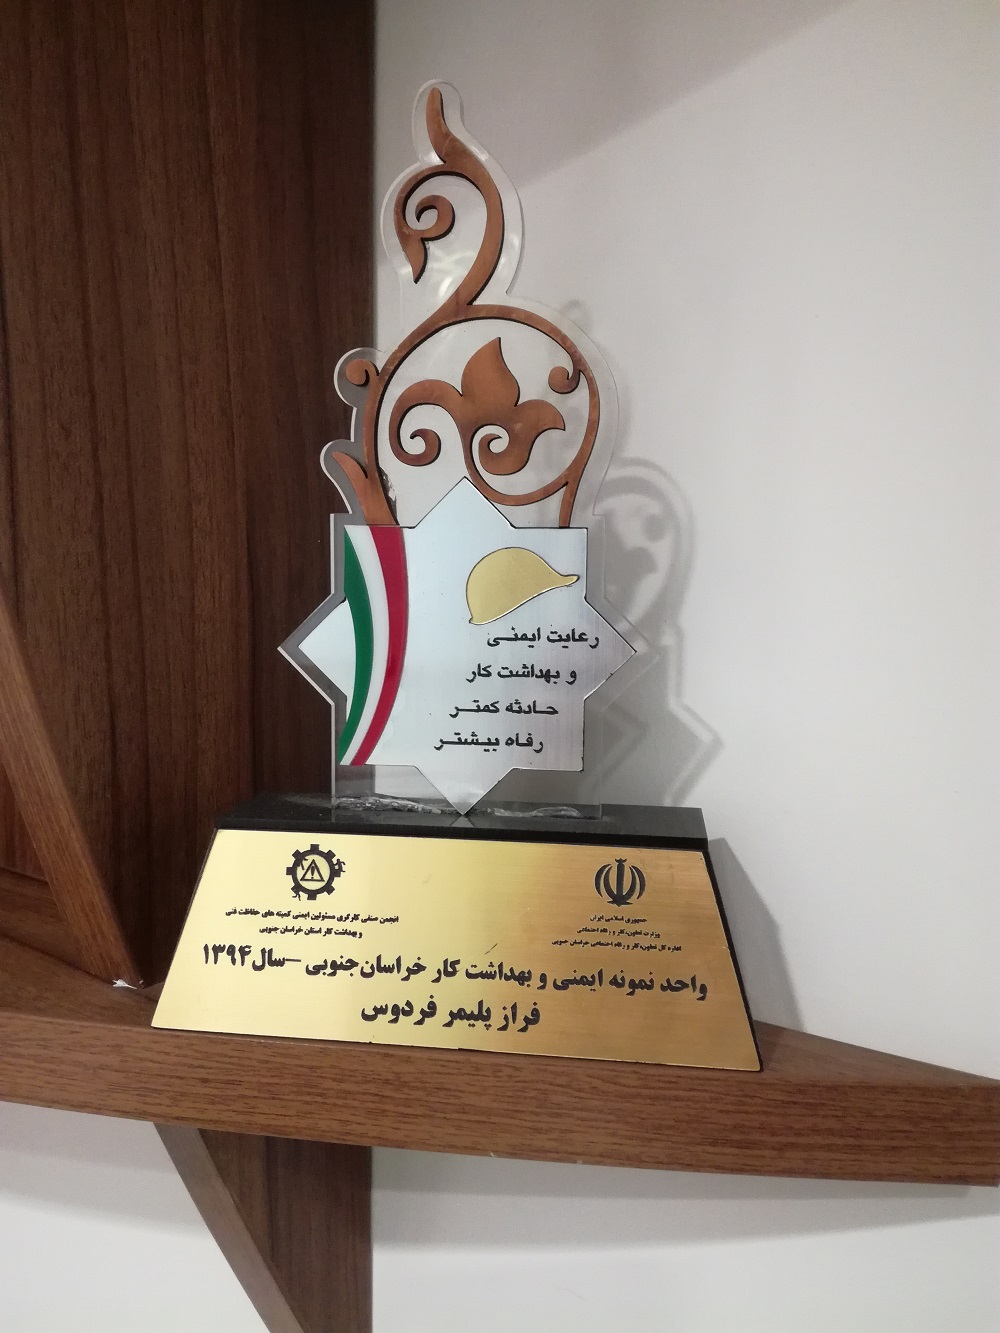 رعایت ایمنی
و بهداشت کار
حادثه کمتر
رفاه بیشتر
جمهوری اسلامی ایران
وزارت تعاون، کار و رفاه اجتماعی
اداره کل تعاون، کار و رفاه اجتماعی خراسان جنوبی
انجمن صنفی کارگری مسئولین ایمنی کمیته های حفاظت فنی
و بهداشت کار استان خراسان جنوبی
واحد نمونه ایمنی و بهداشت کار خراسان جنوبی – سال ۱۳۹۴
فراز پلیمر فردوس